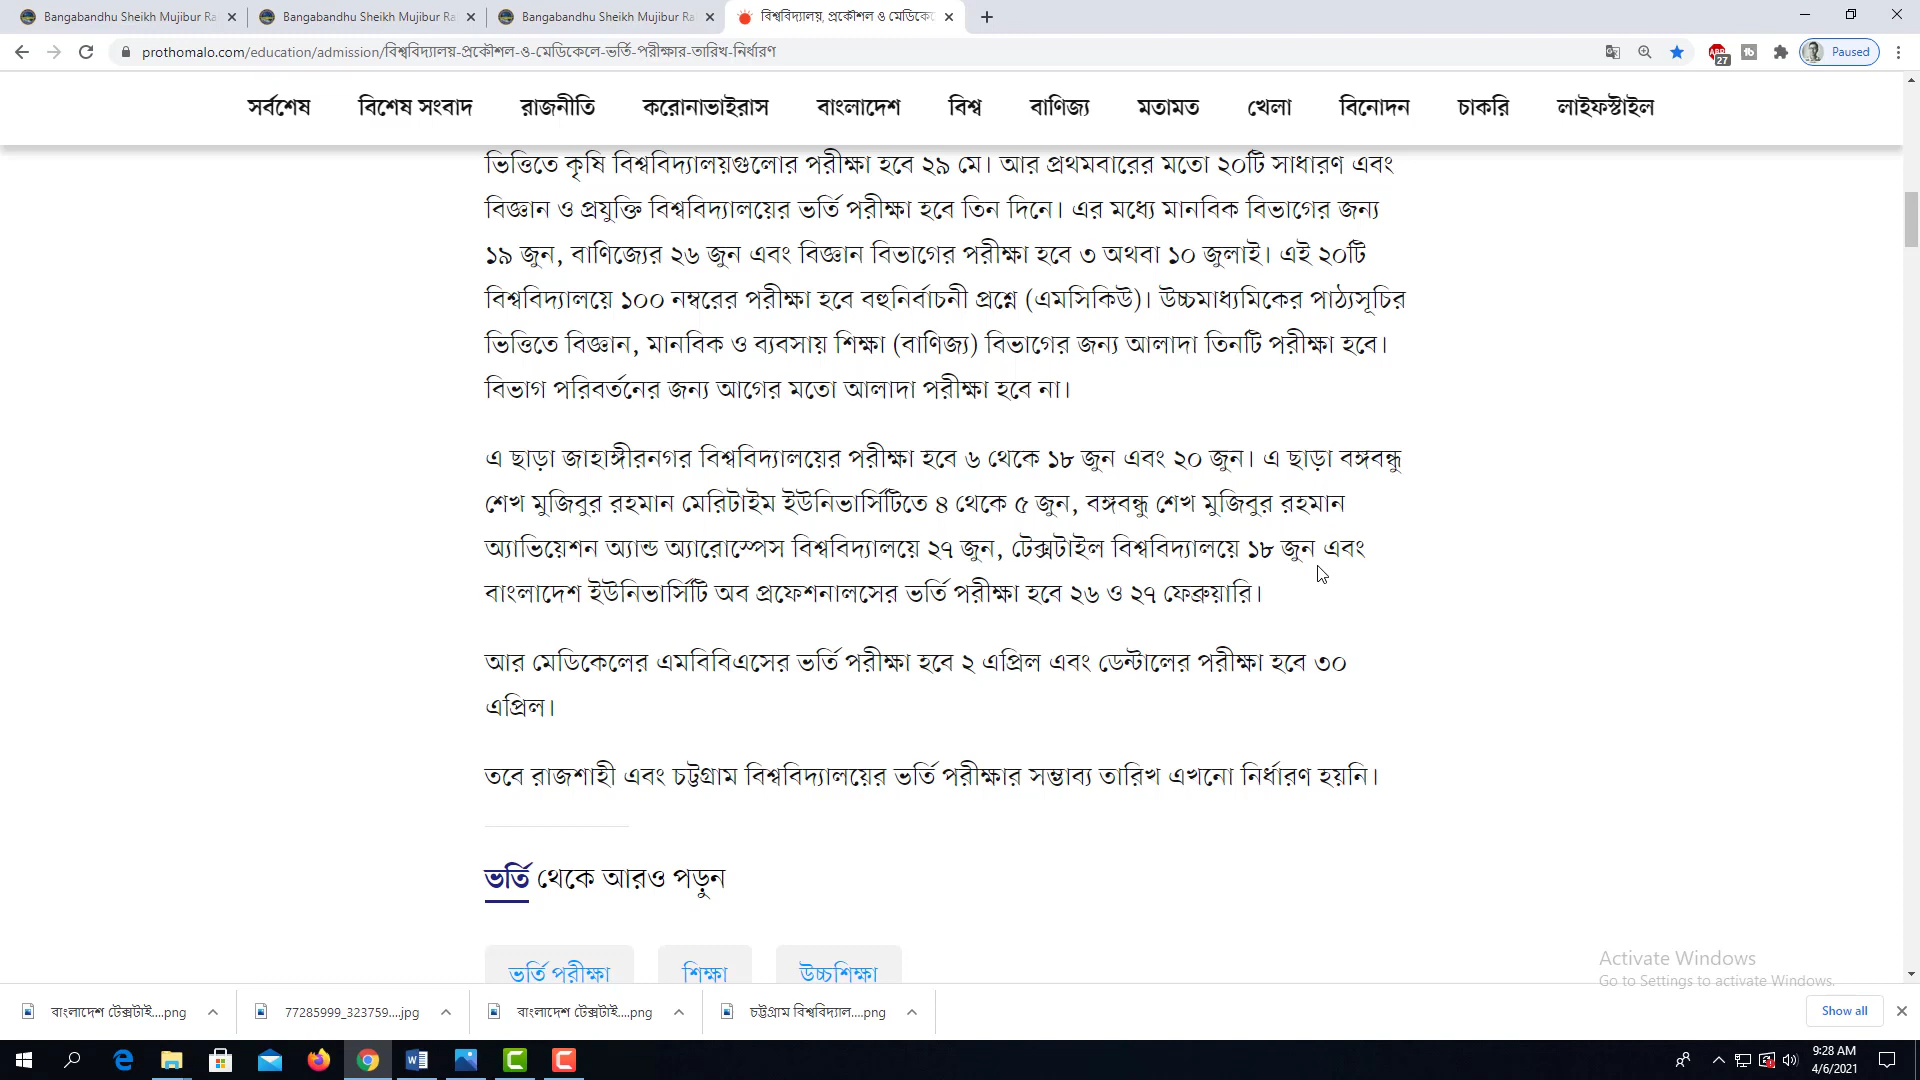 Bangabandhu Sheikh Mujibur Ra
Bangabandhu Sheikh Mujibur Ra
Bangabandhu Sheikh Mujibur Ra
বিশ্ববিদ্যালয়, প্রকৌশল ও মেডিকে
prothomalo.com/education/admission/বিশ্ববিদ্যালয়-প্রকৌশল-ও-মেডিকেলে-ভর্তি-পরীক্ষার-তারিখ-নির্ধারণ
27
Paused
সর্বশেষ বিশেষ সংবাদ রাজনীতি করোনাভাইরাস বাংলাদেশ বিশ্ব বাণিজ্য মতামত খেলা বিনোদন চাকরি লাইফস্টাইল
ভিত্তিতে কৃষি বিশ্ববিদ্যালয়গুলোর পরীক্ষা হবে ২৯ মে। আর প্রথমবারের মতো ২০টি সাধারণ এবং
বিজ্ঞান ও প্রযুক্তি বিশ্ববিদ্যালয়ের ভর্তি পরীক্ষা হবে তিন দিনে। এর মধ্যে মানবিক বিভাগের জন্য
১৯ জুন, বাণিজ্যের ২৬ জুন এবং বিজ্ঞান বিভাগের পরীক্ষা হবে ৩ অথবা ১০ জুলাই। এই ২০টি
বিশ্ববিদ্যালয়ে ১০০ নম্বরের পরীক্ষা হবে বহুনির্বাচনী প্রশ্নে (এমসিকিউ)। উচ্চমাধ্যমিকের পাঠ্যসূচির
ভিত্তিতে বিজ্ঞান, মানবিক ও ব্যবসায় শিক্ষা (বাণিজ্য) বিভাগের জন্য আলাদা তিনটি পরীক্ষা হবে।
বিভাগ পরিবর্তনের জন্য আগের মতো আলাদা পরীক্ষা হবে না।
এ ছাড়া জাহাঙ্গীরনগর বিশ্ববিদ্যালয়ের পরীক্ষা হবে ৬ থেকে ১৮ জুন এবং ২০ জুন। এ ছাড়া বঙ্গবন্ধু
শেখ মুজিবুর রহমান মেরিটাইম ইউনিভার্সিটিতে ৪ থেকে ৫ জুন, বঙ্গবন্ধু শেখ মুজিবুর রহমান
অ্যাভিয়েশন অ্যান্ড অ্যারোস্পেস বিশ্ববিদ্যালয়ে ২৭ জুন, টেক্সটাইল বিশ্ববিদ্যালয়ে ১৮ জুন এবং
বাংলাদেশ ইউনিভার্সিটি অব প্রফেশনালসের ভর্তি পরীক্ষা হবে ২৬ ও ২৭ ফেব্রুয়ারি।
আর মেডিকেলের এমবিবিএসের ভর্তি পরীক্ষা হবে ২ এপ্রিল এবং ডেন্টালের পরীক্ষা হবে ৩০
এপ্রিল।
তবে রাজশাহী এবং চট্টগ্রাম বিশ্ববিদ্যালয়ের ভর্তি পরীক্ষার সম্ভাব্য তারিখ এখনো নির্ধারণ হয়নি।
ভর্তি থেকে আরও পড়ুন
ভর্তি পরীক্ষা শিক্ষা উচ্চশিক্ষা
Activate Windows
Go to Settings to activate Windows.
বাংলাদেশ টেক্সটাই....png
77285999_323759....jpg
বাংলাদেশ টেক্সটাই....png
চট্টগ্রাম বিশ্ববিদ্যাল....png
Show all
9:28 AM
4/6/2021